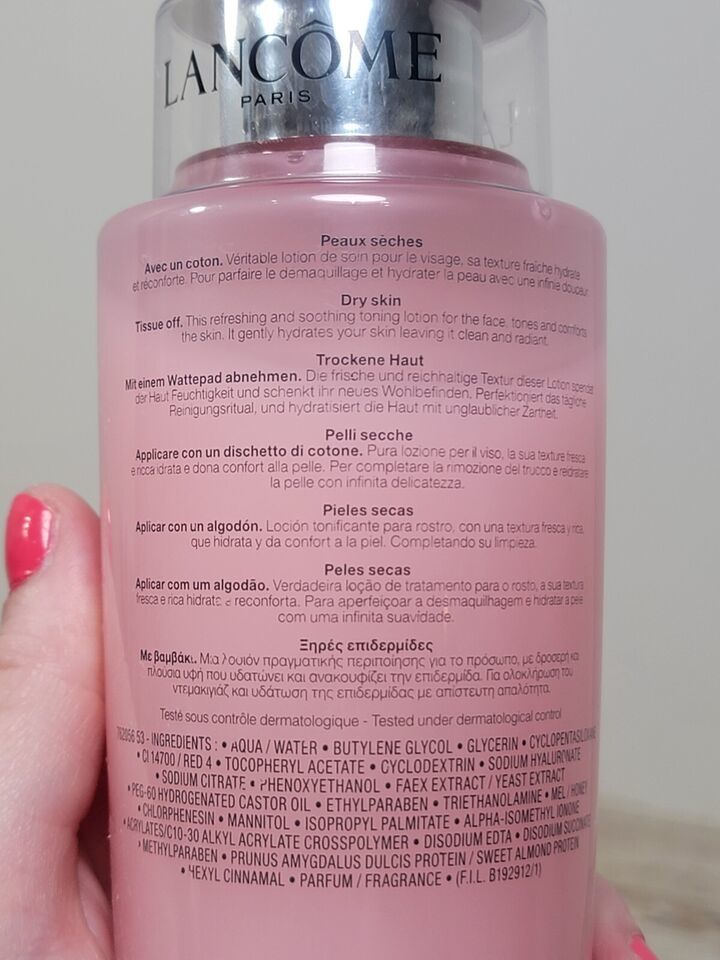 LANCÔME
PARIS
Peaux sèches
Avec un coton. Véritable lotion de soin pour le visage, sa texture fraîche hydrate
et réconforte. Pour parfaire le démaquillage et hydrater la peau avec une infinie douceur.
Dry skin
Tissue off. This refreshing and soothing toning lotion for the face, tones and comforts
the skin. It gently hydrates your skin leaving it clean and radiant.
Trockene Haut
Mit einem Wattepad abnehmen. Die frische und reichhaltige Textur dieser Lotion spendet
der Haut Feuchtigkeit und schenkt ihr neues Wohlbefinden. Perfektioniert das tägliche
Reinigungsritual, und hydratisiert die Haut mit unglaublicher Zartheit.
Pelli secche
Applicare con un dischetto di cotone. Pura lozione per il viso, la sua texture fresca
e ricca idrata e dona confort alla pelle. Per completare la rimozione del trucco e reidratare
la pelle con infinita delicatezza.
Pieles secas
Aplicar con un algodón. Loción tonificante para rostro, con una textura fresca y rica,
que hidrata y da confort a la piel. Completando su limpieza.
Peles secas
Aplicar com um algodão. Verdadeira loção de tratamento para o rosto, a sua textura
fresca e rica hidrata e reconforta. Para aperfeiçoar a desmaquilhagem e hidratar a pele
com uma infinita suavidade.
Ξηρές επιδερμίδες
Με βαμβάκι. Μια λοσιόν πραγματικής περιποίησης για το πρόσωπο, με δροσερή και
πλούσια υφή που υδατώνει και ανακουφίζει την επιδερμίδα. Για ολοκλήρωση του
ντεμακιγιάζ και υδάτωση της επιδερμίδας με απίστευτη απαλότητα.
Testé sous contrôle dermatologique - Tested under dermatological control
762056 53 - INGREDIENTS : • AQUA / WATER • BUTYLENE GLYCOL • GLYCERIN • CYCLOPENTASILOXANE
• CI 14700 / RED 4 • TOCOPHERYL ACETATE • CYCLODEXTRIN • SODIUM HYALURONATE
• SODIUM CITRATE • PHENOXYETHANOL • FAEX EXTRACT / YEAST EXTRACT
• PEG-60 HYDROGENATED CASTOR OIL • ETHYLPARABEN • TRIETHANOLAMINE • MEL / HONEY
• CHLORPHENESIN • MANNITOL • ISOPROPYL PALMITATE • ALPHA-ISOMETHYL IONONE
• ACRYLATES/C10-30 ALKYL ACRYLATE CROSSPOLYMER • DISODIUM EDTA • DISODIUM SUCCINATE
• METHYLPARABEN • PRUNUS AMYGDALUS DULCIS PROTEIN / SWEET ALMOND PROTEIN
• HEXYL CINNAMAL • PARFUM / FRAGRANCE • (F.I.L. B192912/1)